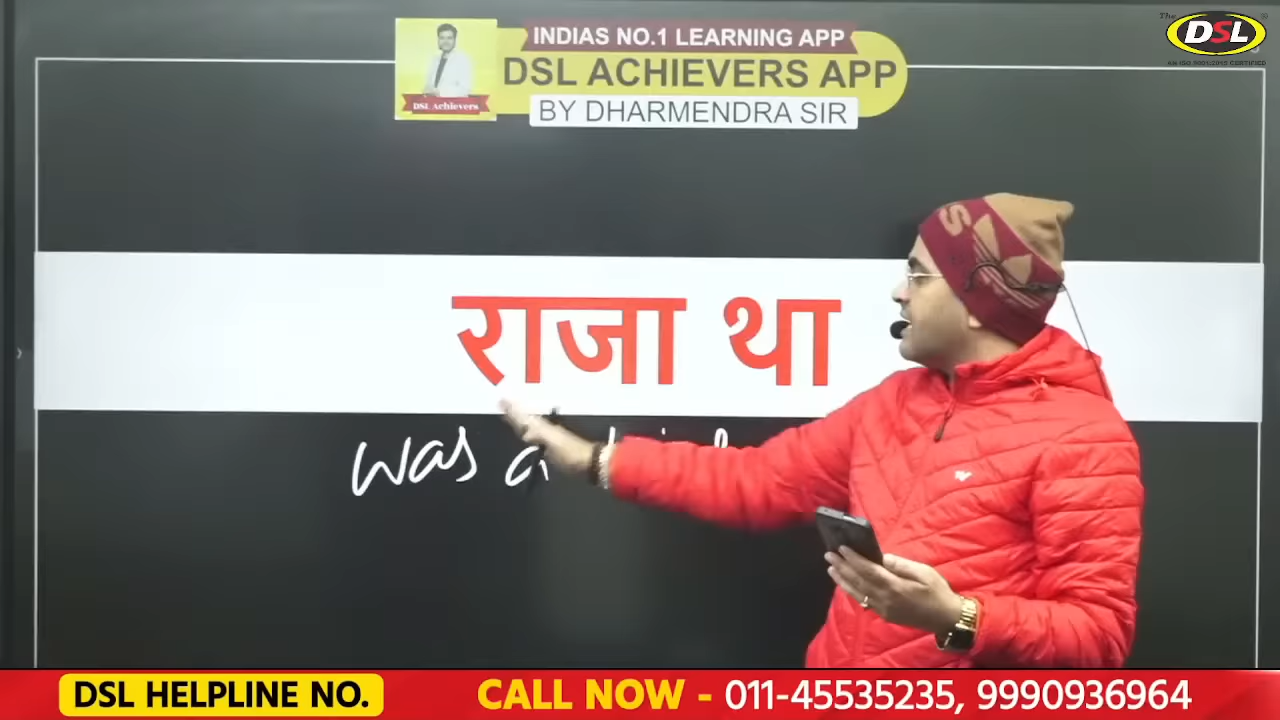 DSL
INDIAS NO.1 LEARNING APP
DSL ACHIEVERS APP
BY DHARMENDRA SIR
DSL Achievers
राजा था
was a
DSL HELPLINE NO.
CALL NOW - 011-45535235, 9990936964